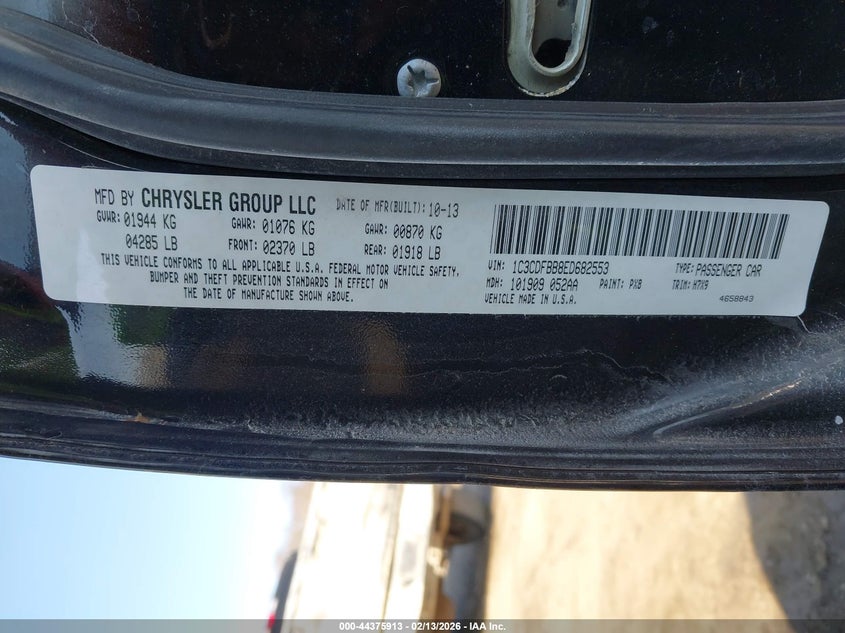 MFD BY CHRYSLER GROUP LLC DATE OF MFR(BUILT): 10-13
GVWR: 01944 KG GAWR: 01076 KG GAWR: 00870 KG
04285 LB FRONT: 02370 LB REAR: 01918 LB
THIS VEHICLE CONFORMS TO ALL APPLICABLE U.S.A. FEDERAL MOTOR VEHICLE SAFETY,
BUMPER AND THEFT PREVENTION STANDARDS IN EFFECT ON
THE DATE OF MANUFACTURE SHOWN ABOVE.
VIN: 1C3CDFBB8ED682553 TYPE: PASSENGER CAR
MDH: 101909 052AA PAINT: PX8 TRIM: H7X9
VEHICLE MADE IN U.S.A. 4658843
000-44375913 - 02/13/2026 - IAA Inc.